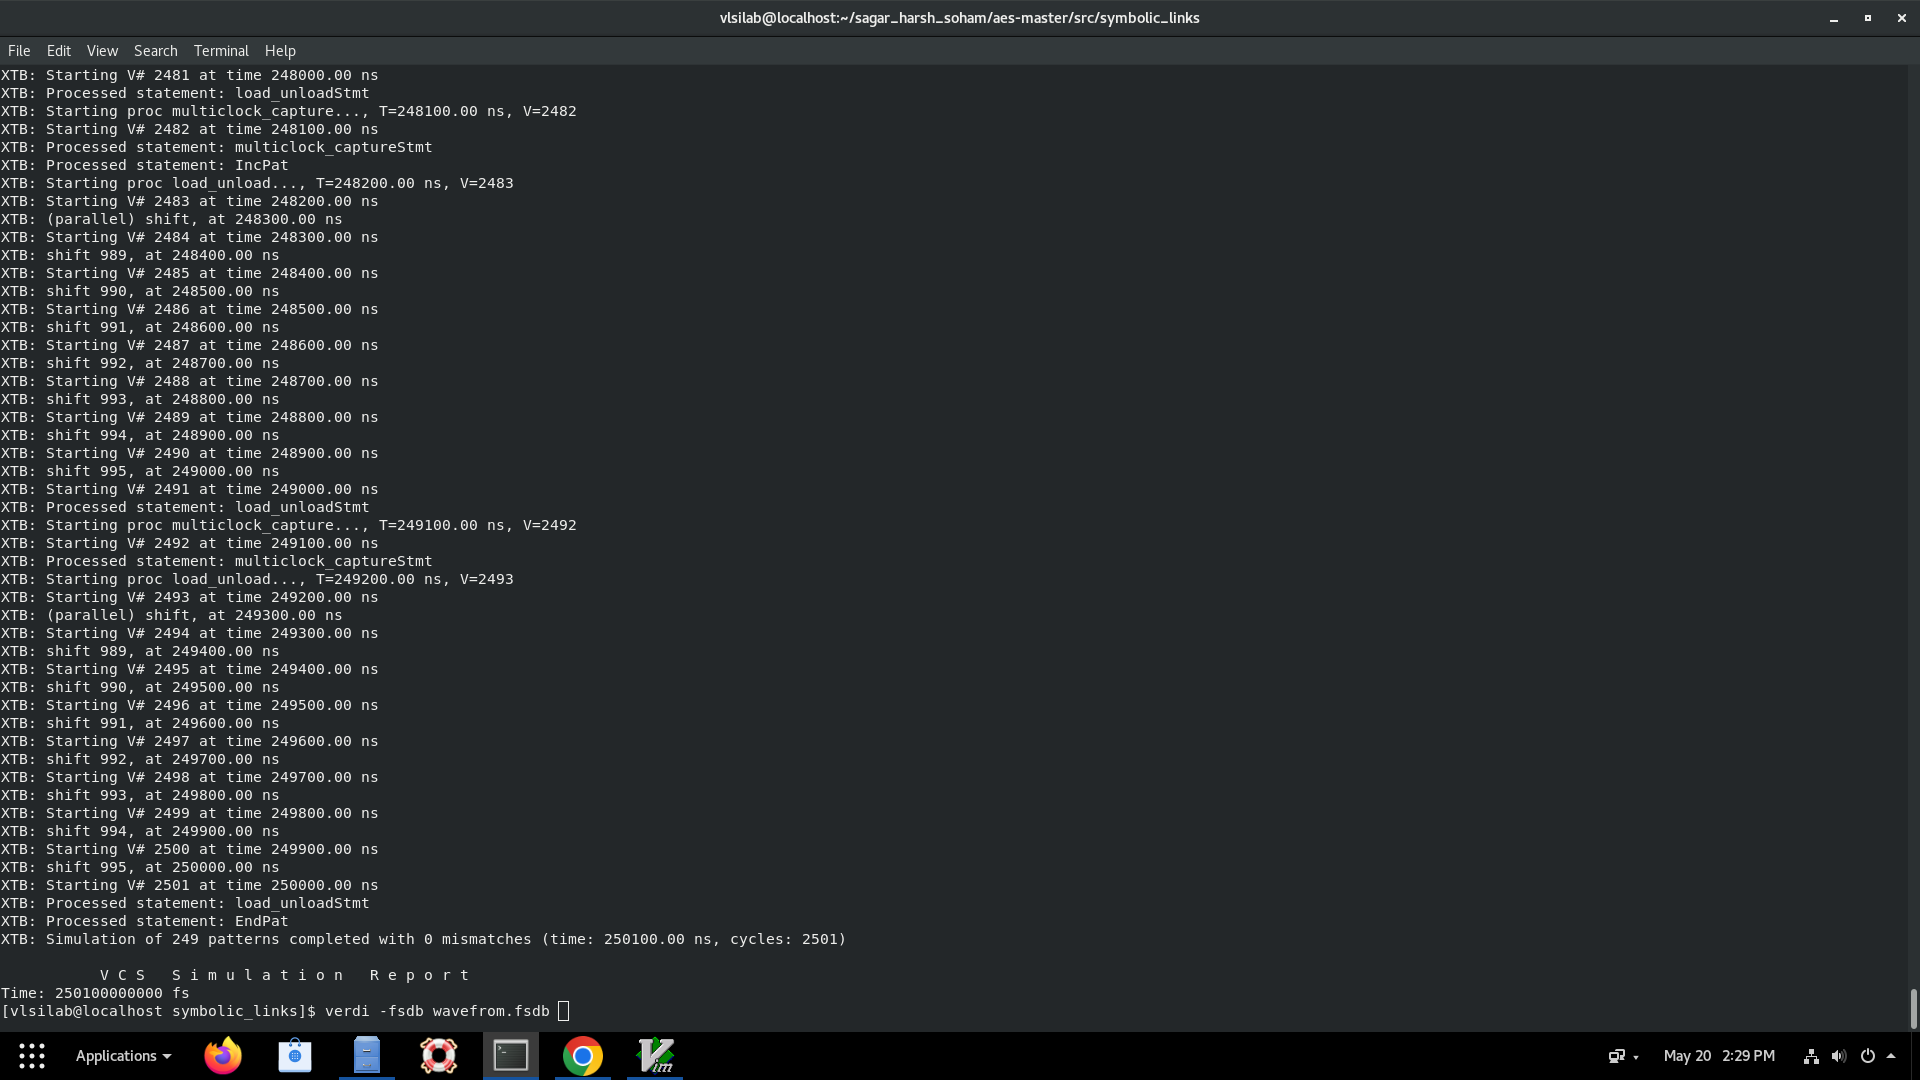 vlsilab@localhost:~/sagar_harsh_soham/aes-master/src/symbolic_links
File Edit View Search Terminal Help
XTB: Starting V# 2481 at time 248000.00 ns
XTB: Processed statement: load_unloadStmt
XTB: Starting proc multiclock_capture..., T=248100.00 ns, V=2482
XTB: Starting V# 2482 at time 248100.00 ns
XTB: Processed statement: multiclock_captureStmt
XTB: Processed statement: IncPat
XTB: Starting proc load_unload..., T=248200.00 ns, V=2483
XTB: Starting V# 2483 at time 248200.00 ns
XTB: (parallel) shift, at 248300.00 ns
XTB: Starting V# 2484 at time 248300.00 ns
XTB: shift 989, at 248400.00 ns
XTB: Starting V# 2485 at time 248400.00 ns
XTB: shift 990, at 248500.00 ns
XTB: Starting V# 2486 at time 248500.00 ns
XTB: shift 991, at 248600.00 ns
XTB: Starting V# 2487 at time 248600.00 ns
XTB: shift 992, at 248700.00 ns
XTB: Starting V# 2488 at time 248700.00 ns
XTB: shift 993, at 248800.00 ns
XTB: Starting V# 2489 at time 248800.00 ns
XTB: shift 994, at 248900.00 ns
XTB: Starting V# 2490 at time 248900.00 ns
XTB: shift 995, at 249000.00 ns
XTB: Starting V# 2491 at time 249000.00 ns
XTB: Processed statement: load_unloadStmt
XTB: Starting proc multiclock_capture..., T=249100.00 ns, V=2492
XTB: Starting V# 2492 at time 249100.00 ns
XTB: Processed statement: multiclock_captureStmt
XTB: Starting proc load_unload..., T=249200.00 ns, V=2493
XTB: Starting V# 2493 at time 249200.00 ns
XTB: (parallel) shift, at 249300.00 ns
XTB: Starting V# 2494 at time 249300.00 ns
XTB: shift 989, at 249400.00 ns
XTB: Starting V# 2495 at time 249400.00 ns
XTB: shift 990, at 249500.00 ns
XTB: Starting V# 2496 at time 249500.00 ns
XTB: shift 991, at 249600.00 ns
XTB: Starting V# 2497 at time 249600.00 ns
XTB: shift 992, at 249700.00 ns
XTB: Starting V# 2498 at time 249700.00 ns
XTB: shift 993, at 249800.00 ns
XTB: Starting V# 2499 at time 249800.00 ns
XTB: shift 994, at 249900.00 ns
XTB: Starting V# 2500 at time 249900.00 ns
XTB: shift 995, at 250000.00 ns
XTB: Starting V# 2501 at time 250000.00 ns
XTB: Processed statement: load_unloadStmt
XTB: Processed statement: EndPat
XTB: Simulation of 249 patterns completed with 0 mismatches (time: 250100.00 ns, cycles: 2501)
V C S   S i m u l a t i o n   R e p o r t
Time: 250100000000 fs
[vlsilab@localhost symbolic_links]$ verdi -fsdb wavefrom.fsdb
Applications May 20 2:29 PM